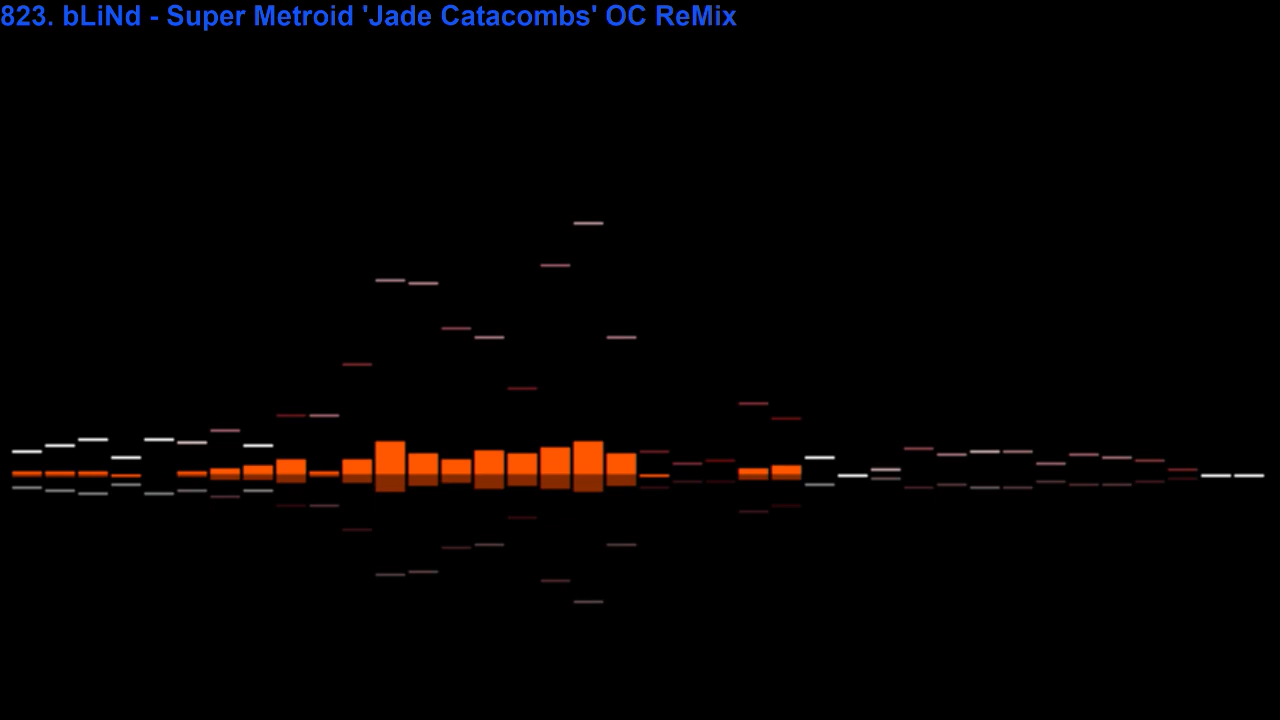 823. bLiNd - Super Metroid 'Jade Catacombs' OC ReMix